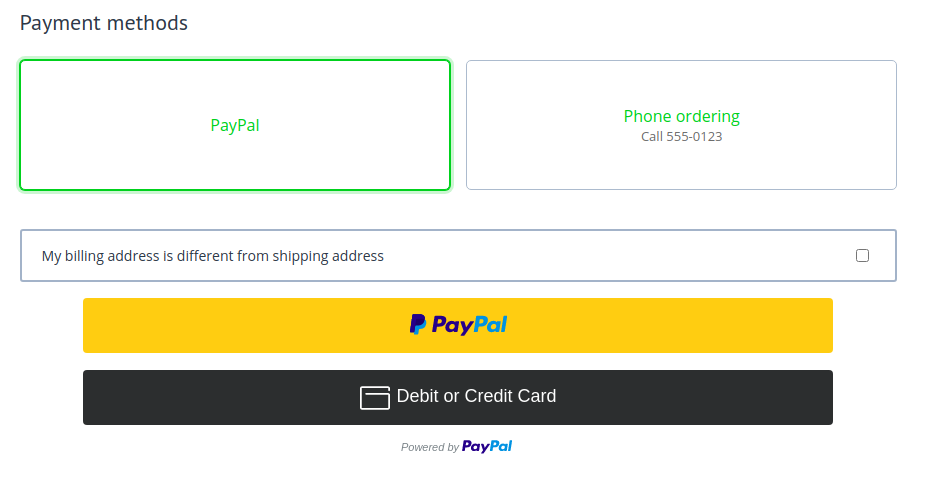 Payment methods
PayPal
Phone ordering
Call 555-0123
My billing address is different from shipping address
PayPal
Debit or Credit Card
Powered by PayPal